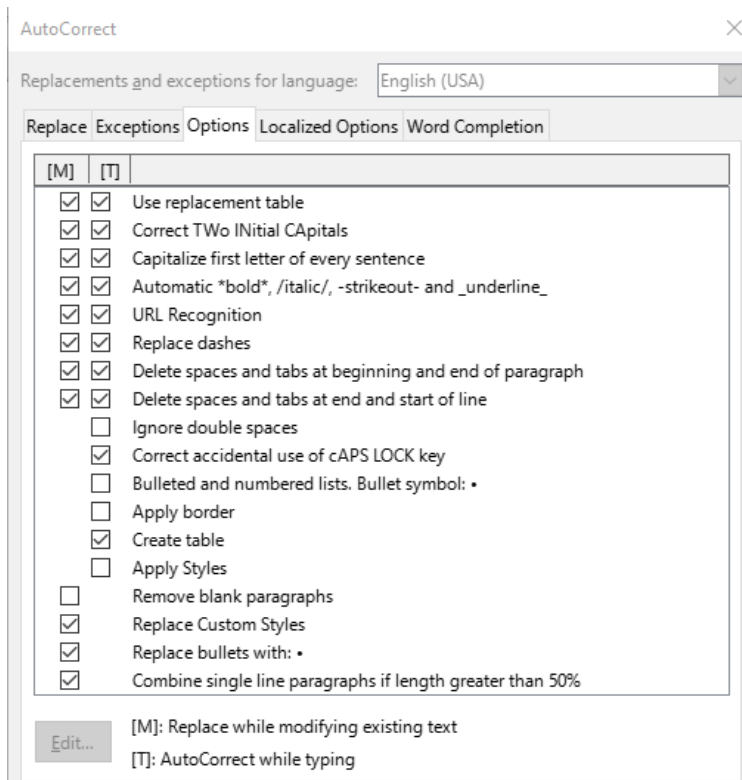 AutoCorrect
Replacements and exceptions for language: English (USA)
Replace Exceptions Options Localized Options Word Completion
[M] [T]
Use replacement table
Correct TWo INitial CApitals
Capitalize first letter of every sentence
Automatic *bold*, /italic/, -strikeout- and _underline_
URL Recognition
Replace dashes
Delete spaces and tabs at beginning and end of paragraph
Delete spaces and tabs at end and start of line
Ignore double spaces
Correct accidental use of cAPS LOCK key
Bulleted and numbered lists. Bullet symbol: •
Apply border
Create table
Apply Styles
Remove blank paragraphs
Replace Custom Styles
Replace bullets with: •
Combine single line paragraphs if length greater than 50%
Edit...
[M]: Replace while modifying existing text
[T]: AutoCorrect while typing